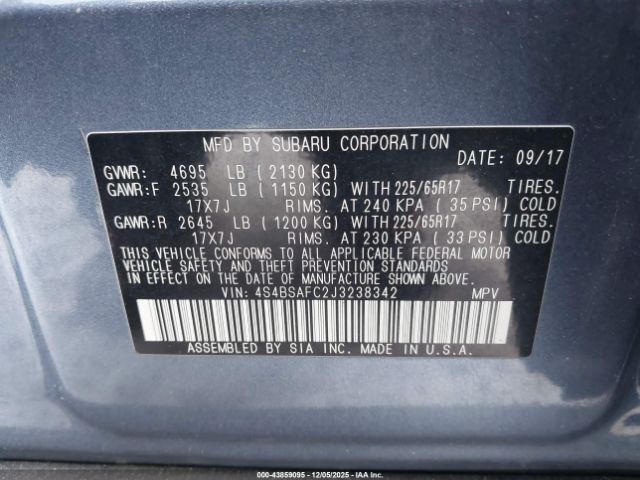 MFD BY SUBARU CORPORATION
GVWR: 4695 LB ( 2130 KG) DATE: 09/17
GAWR:F 2535 LB ( 1150 KG) WITH 225/65R17 TIRES.
17X7J RIMS. AT 240 KPA ( 35 PSI) COLD
GAWR:R 2645 LB ( 1200 KG) WITH 225/65R17 TIRES.
17X7J RIMS. AT 230 KPA ( 33 PSI) COLD
THIS VEHICLE CONFORMS TO ALL APPLICABLE FEDERAL MOTOR
VEHICLE SAFETY AND THEFT PREVENTION STANDARDS
IN EFFECT ON THE DATE OF MANUFACTURE SHOWN ABOVE.
VIN: 4S4BSAFC2J3238342 MPV
ASSEMBLED BY SIA INC. MADE IN U.S.A.
000-43859095 - 12/05/2025 - IAA Inc.